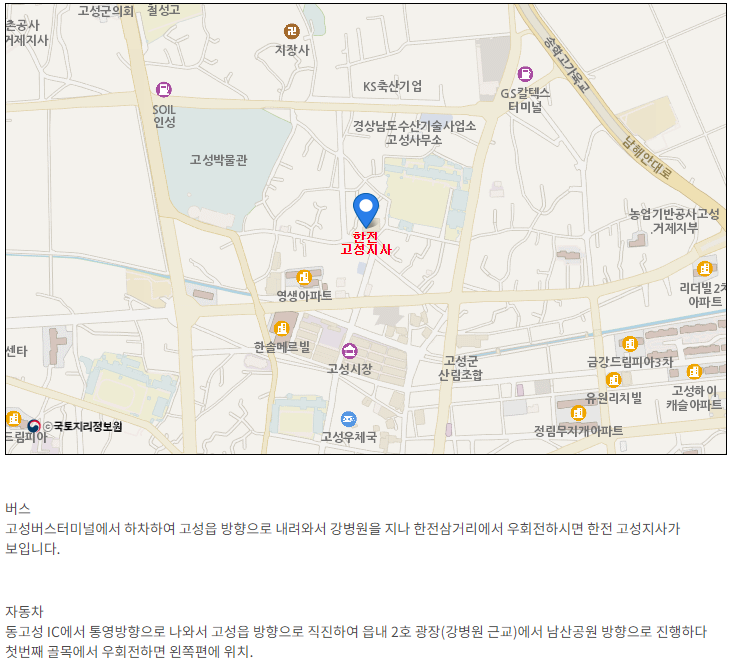 고성군의회
철성고
촌공사
거제지사
지장사
송학고가육교
KS축산기업
SOIL
인성
GS칼텍스
터미널
경상남도수산기술사업소
고성사무소
남해안대로
고성박물관
농업기반공사고성
.거제지부
한전
고성지사
리더빌2차
아파트
영생아파트
한솔메르빌
센타
고성시장
고성군
산림조합
금강드림피아3차
유원리치빌
고성하이
캐슬아파트
드림피아
ⓒ국토지리정보원
고성우체국
정림무지개아파트
버스
고성버스터미널에서 하차하여 고성읍 방향으로 내려와서 강병원을 지나 한전삼거리에서 우회전하시면 한전 고성지사가
보입니다.
자동차
동고성 IC에서 통영방향으로 나와서 고성읍 방향으로 직진하여 읍내 2호 광장(강병원 근교)에서 남산공원 방향으로 진행하다
첫번째 골목에서 우회전하면 왼쪽편에 위치.